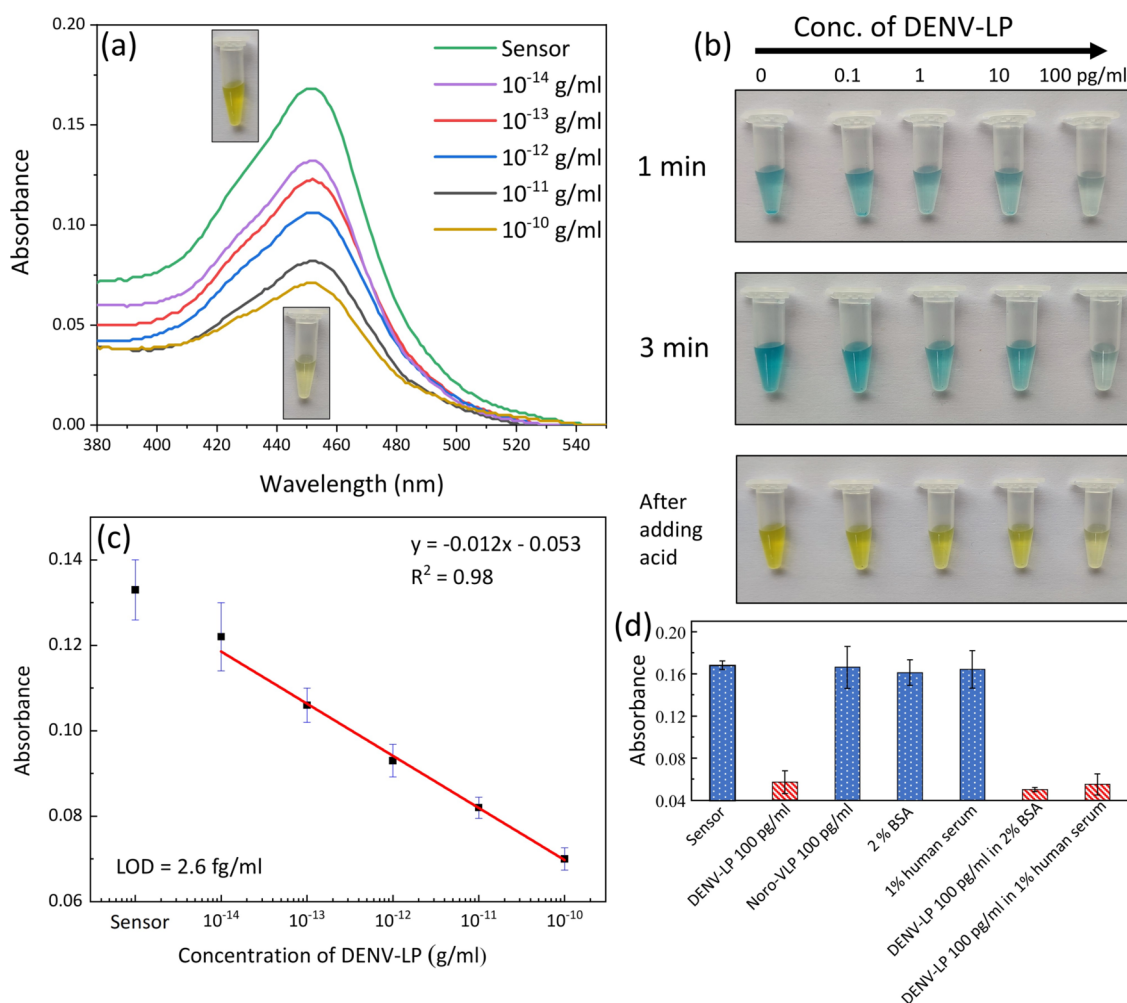 (a)
0.20
0.15
0.10
0.05
0.00
Absorbance
380 400 420 440 460 480 500 520 540
Wavelength (nm)
Sensor
10⁻¹⁴ g/ml
10⁻¹³ g/ml
10⁻¹² g/ml
10⁻¹¹ g/ml
10⁻¹⁰ g/ml
(b)
Conc. of DENV-LP
0 0.1 1 10 100 pg/ml
1 min
3 min
After
adding
acid
(c)
y = -0.012x - 0.053
R² = 0.98
0.14
0.12
0.10
0.08
0.06
Absorbance
LOD = 2.6 fg/ml
Sensor 10⁻¹⁴ 10⁻¹³ 10⁻¹² 10⁻¹¹ 10⁻¹⁰
Concentration of DENV-LP (g/ml)
(d)
0.20
0.16
0.12
0.08
0.04
Absorbance
Sensor
DENV-LP 100 pg/ml
Noro-VLP 100 pg/ml
2 % BSA
1% human serum
DENV-LP 100 pg/ml in 2% BSA
DENV-LP 100 pg/ml in 1% human serum